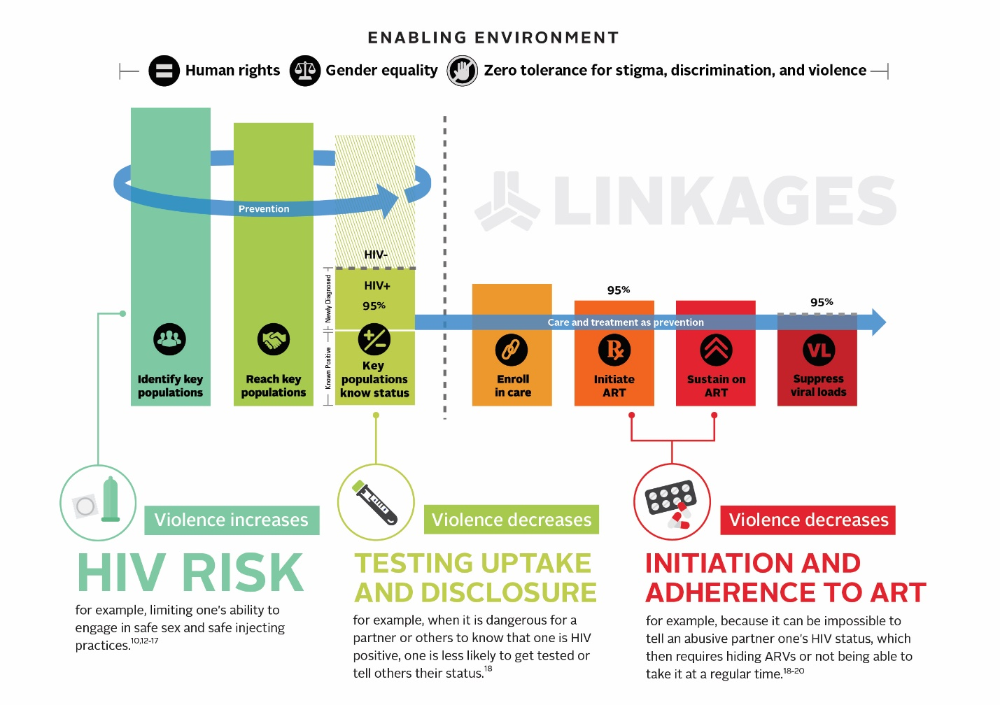 ENABLING ENVIRONMENT
Human rights Gender equality Zero tolerance for stigma, discrimination, and violence
LINKAGES
Prevention
HIV-
HIV+
95%
Newly Diagnosed
Known Positive
95%
95%
Care and treatment as prevention
Identify key
populations
Reach key
populations
Key
populations
know status
Enroll
in care
Rx
Initiate
ART
Sustain on
ART
VL
Suppress
viral loads
Violence increases
HIV RISK
for example, limiting one's ability to
engage in safe sex and safe injecting
practices.10,12-17
Violence decreases
TESTING UPTAKE
AND DISCLOSURE
for example, when it is dangerous for a
partner or others to know that one is HIV
positive, one is less likely to get tested or
tell others their status.18
Violence decreases
INITIATION AND
ADHERENCE TO ART
for example, because it can be impossible to
tell an abusive partner one's HIV status, which
then requires hiding ARVs or not being able to
take it at a regular time.18-20